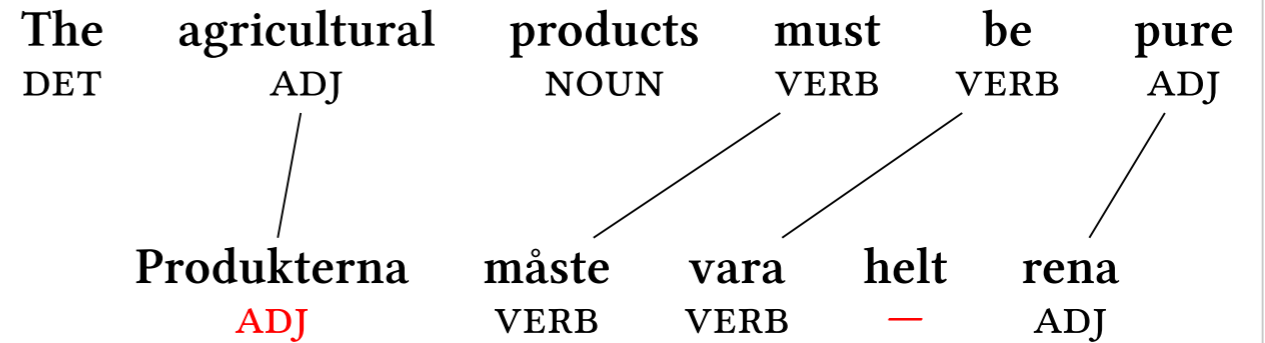 The agricultural products must be pure
DET ADJ NOUN VERB VERB ADJ
Produkterna måste vara helt rena
ADJ VERB VERB — ADJ